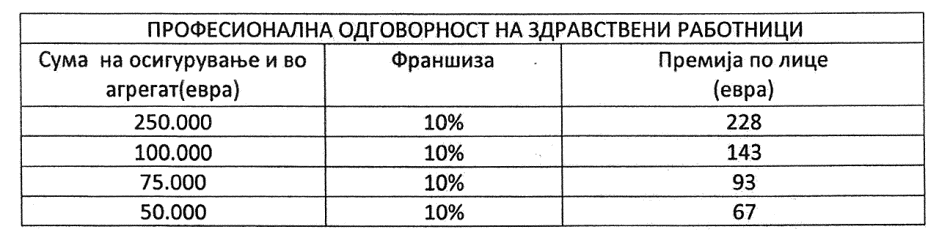 ПРОФЕСИОНАЛНА ОДГОВОРНОСТ НА ЗДРАВСТВЕНИ РАБОТНИЦИ
Сума на осигурување и во агрегат(евра) Франшиза Премија по лице (евра)
250.000 10% 228
100.000 10% 143
75.000 10% 93
50.000 10% 67